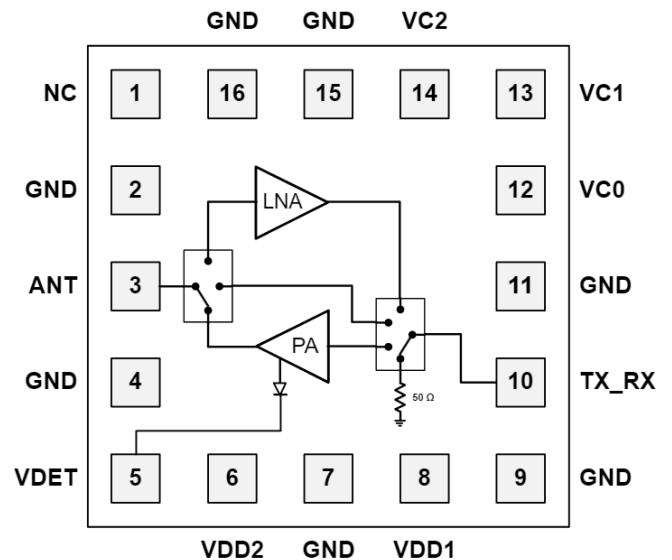 GND GND VC2
NC 1 16 15 14 13 VC1
GND 2 LNA 12 VC0
ANT 3 11 GND
GND 4 PA 10 TX_RX
50 Ω
VDET 5 6 7 8 9 GND
VDD2 GND VDD1